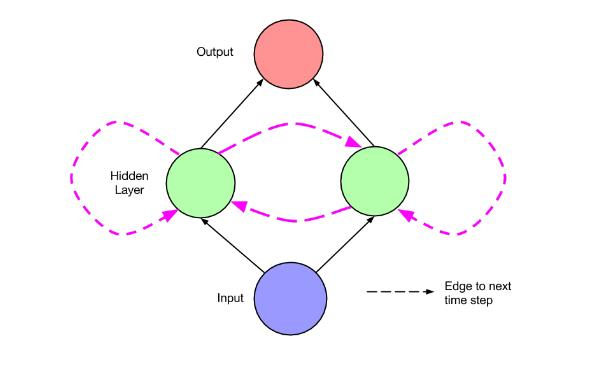 Output
Hidden
Layer
Input
Edge to next
time step